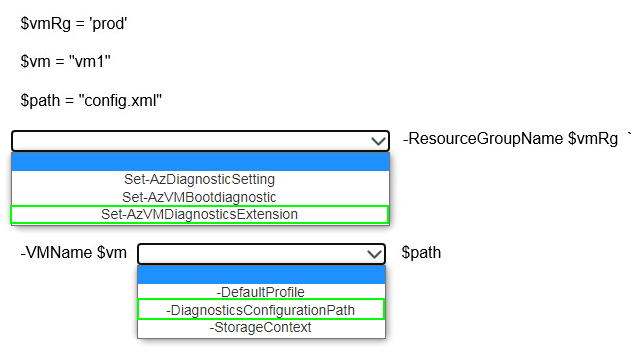 $vmRg = 'prod'
$vm = "vm1"
$path = "config.xml"
-ResourceGroupName $vmRg `
Set-AzDiagnosticSetting
Set-AzVMBootdiagnostic
Set-AzVMDiagnosticsExtension
-VMName $vm $path
-DefaultProfile
-DiagnosticsConfigurationPath
-StorageContext